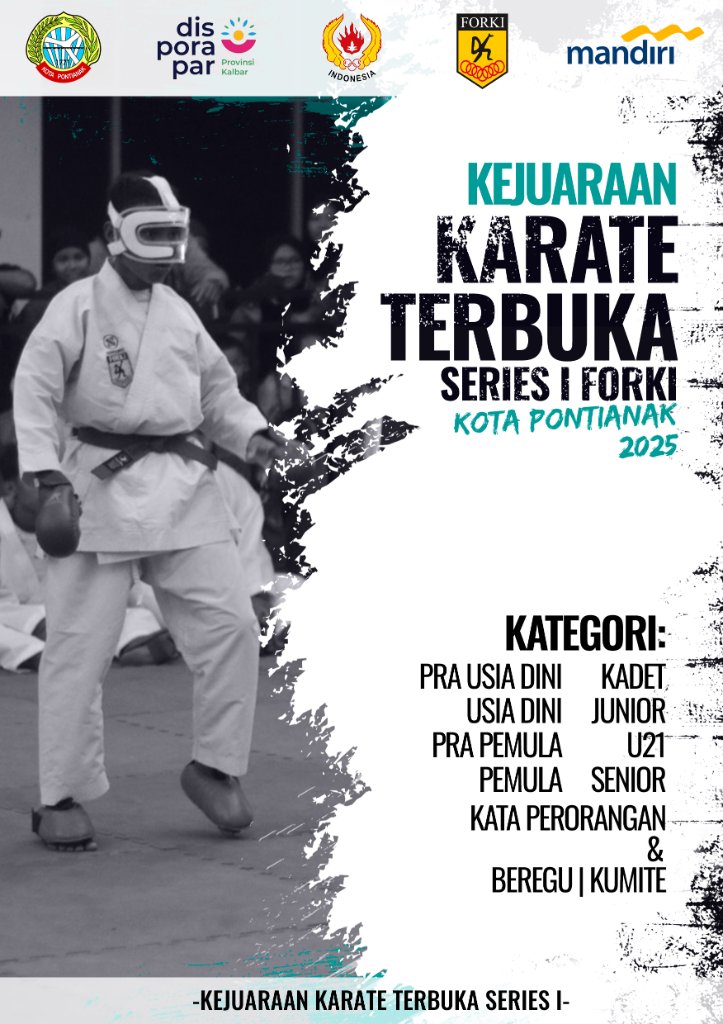 KOTA PONTIANAK
dis
pora
par
Provinsi
Kalbar
INDONESIA
FORKI
mandiri
KEJUARAAN
KARATE
TERBUKA
SERIES I FORKI
KOTA PONTIANAK
2025
FORKI
KATEGORI:
PRA USIA DINI KADET
USIA DINI JUNIOR
PRA PEMULA U21
PEMULA SENIOR
KATA PERORANGAN
&
BEREGU | KUMITE
-KEJUARAAN KARATE TERBUKA SERIES I-